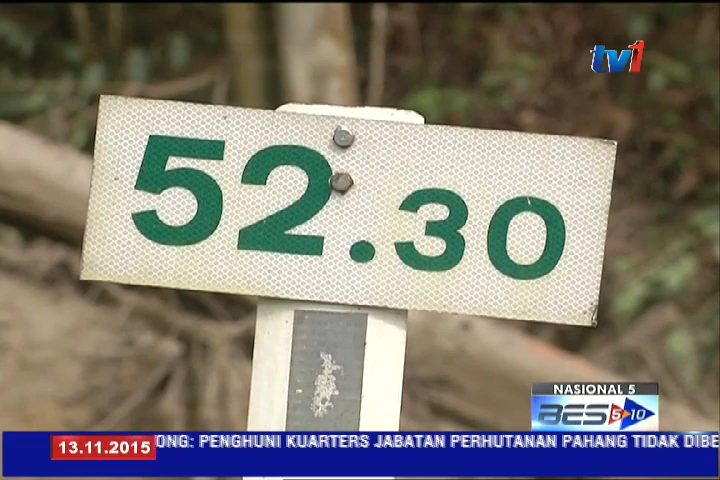 tv1
52.30
NASIONAL 5
BES 5 10
13.11.2015
ONG: PENGHUNI KUARTERS JABATAN PERHUTANAN PAHANG TIDAK DIBE